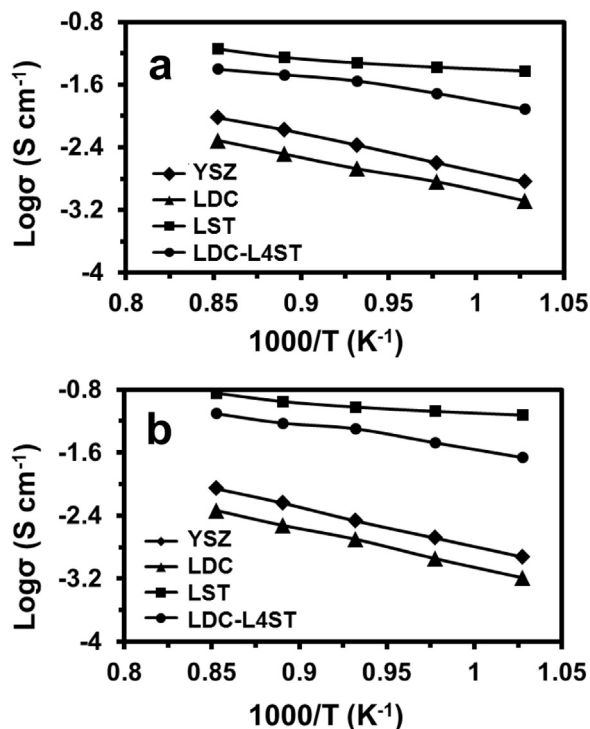 a
-0.8
-1.6
-2.4
-3.2
-4
Logσ (S cm⁻¹)
YSZ
LDC
LST
LDC-L4ST
0.8 0.85 0.9 0.95 1 1.05
1000/T (K⁻¹)
b
-0.8
-1.6
-2.4
-3.2
-4
Logσ (S cm⁻¹)
YSZ
LDC
LST
LDC-L4ST
0.8 0.85 0.9 0.95 1 1.05
1000/T (K⁻¹)